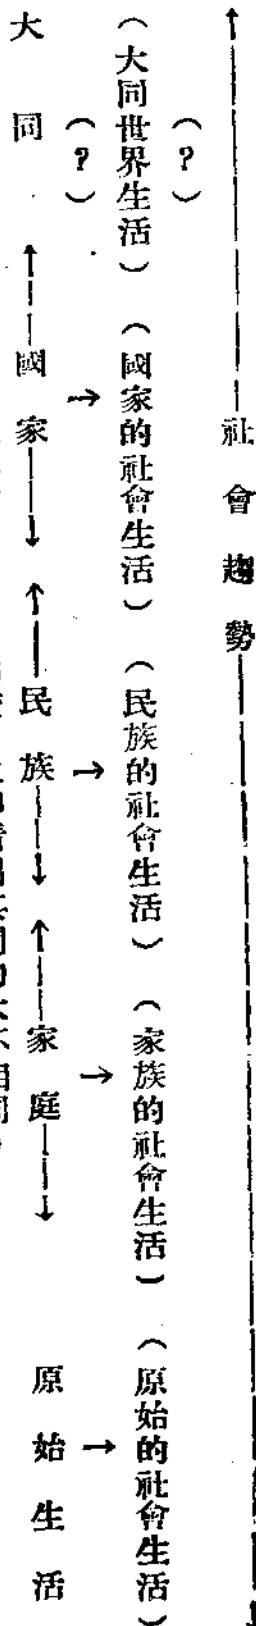 社會趨勢
(?)
(大同世界生活) (國家的社會生活) (民族的社會生活) (家族的社會生活) (原始的社會生活)
(?) → → → →
大同 國家 民族 家庭 原始生活